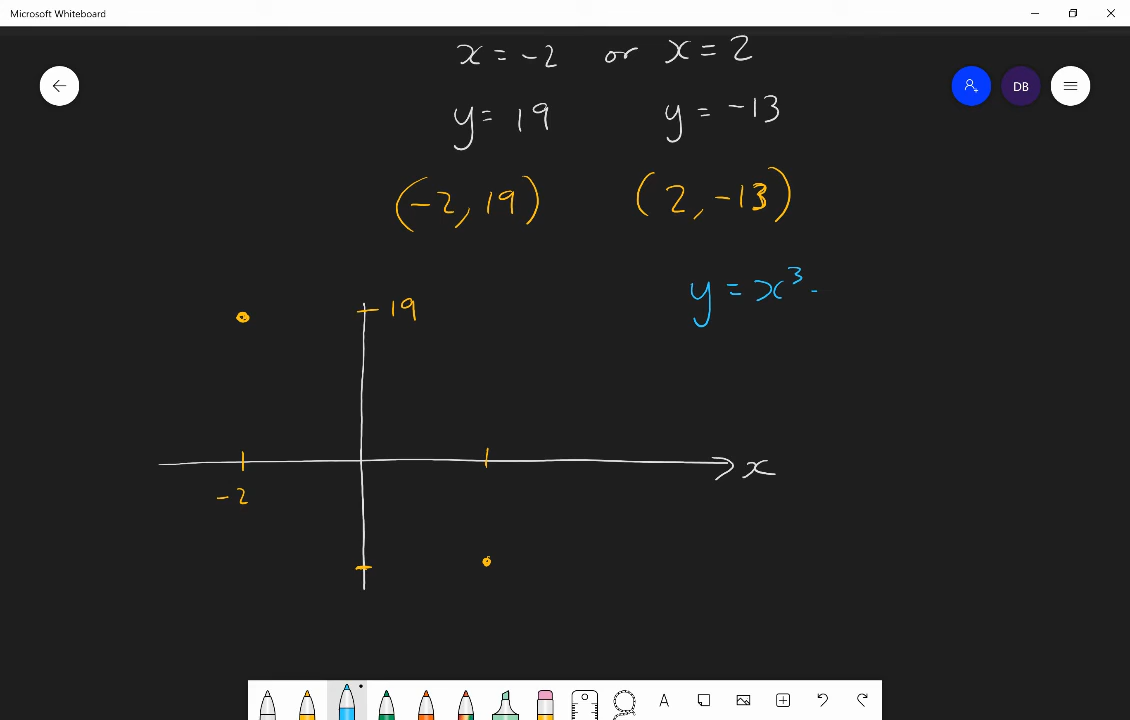 Microsoft Whiteboard
x = -2 or x = 2
DB
y = 19 y = -13
(-2, 19) (2, -13)
y = x³ -
19
x
-2
A